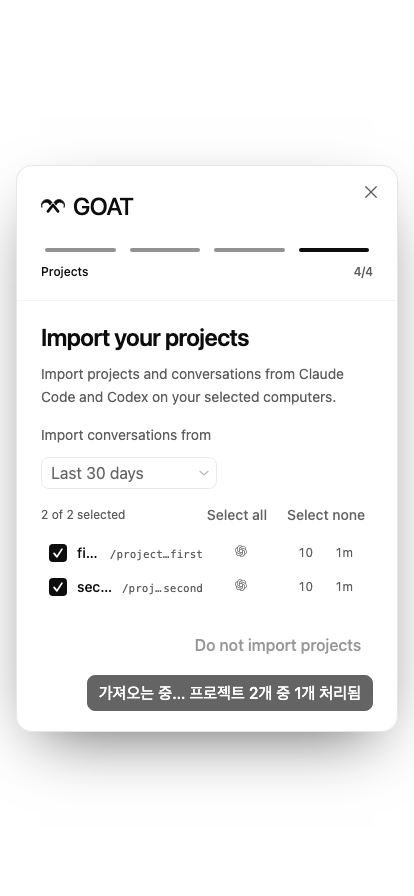 GOAT
Projects 4/4
Import your projects
Import projects and conversations from Claude
Code and Codex on your selected computers.
Import conversations from
Last 30 days
2 of 2 selected Select all Select none
fi... /project…first 10 1m
sec... /proj…second 10 1m
Do not import projects
가져오는 중... 프로젝트 2개 중 1개 처리됨